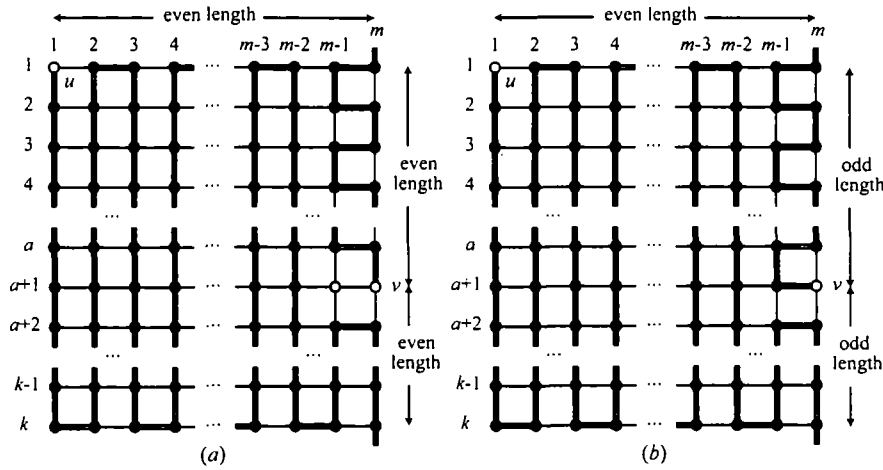 even length
even length
m
1 2 3 4 ... m-3 m-2 m-1
1 2 3 4 ... m-3 m-2 m-1 m
1
u
2
3
4
even
length
... ...
a
a+1
v
a+2
even
length
... ...
k-1
...
k
...
(a)
1
u
2
3
4
odd
length
... ...
a
a+1
v
a+2
odd
length
... ...
k-1
...
k
...
(b)